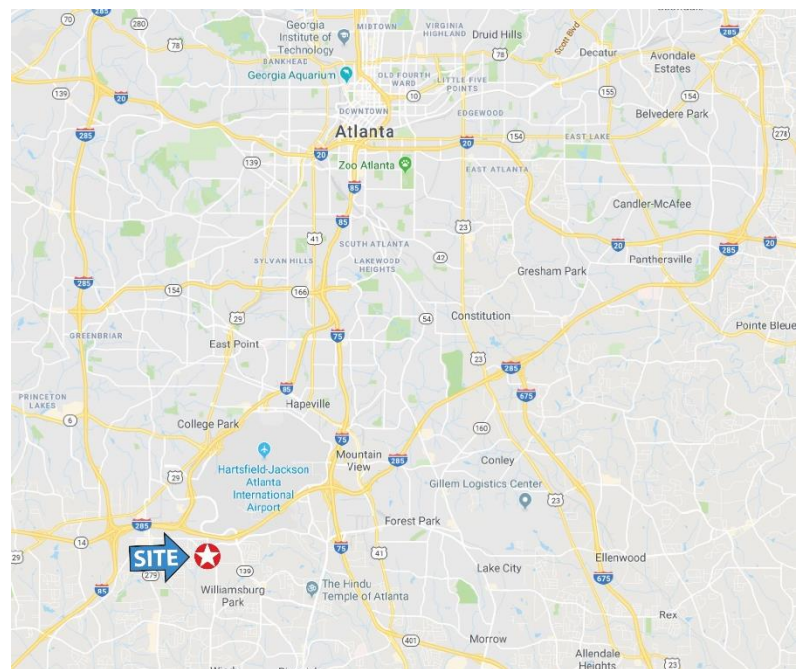 70
280
285
78
Georgia
Institute of
Technology
MIDTOWN
VIRGINIA
HIGHLAND
Druid Hills
Scott Blvd
Decatur
Avondale
Estates
285
BANKHEAD
Georgia Aquarium
OLD FOURTH
WARD
LITTLE FIVE
POINTS
78
139
20
10
155
154
Belvedere Park
DOWNTOWN
EDGEWOOD
285
Atlanta
154
EAST LAKE
278
20
20
139
Zoo Atlanta
EAST ATLANTA
85
Candler-McAfee
85
23
41
SOUTH ATLANTA
SYLVAN HILLS
LAKEWOOD
HEIGHTS
42
20
285
20
Panthersville
Gresham Park
285
154
166
29
54
Constitution
Pointe Bleue
GREENBRIAR
75
East Point
23
285
85
675
PRINCETON
LAKES
Hapeville
6
College Park
75
160
Mountain
View
285
Conley
Hartsfield-Jackson
Atlanta
International
Airport
29
Gillem Logistics Center
23
285
14
Forest Park
SITE
75
41
Ellenwood
279
139
Lake City
675
85
Williamsburg
Park
The Hindu
Temple of Atlanta
Rex
401
Morrow
Allendale
Heights
23